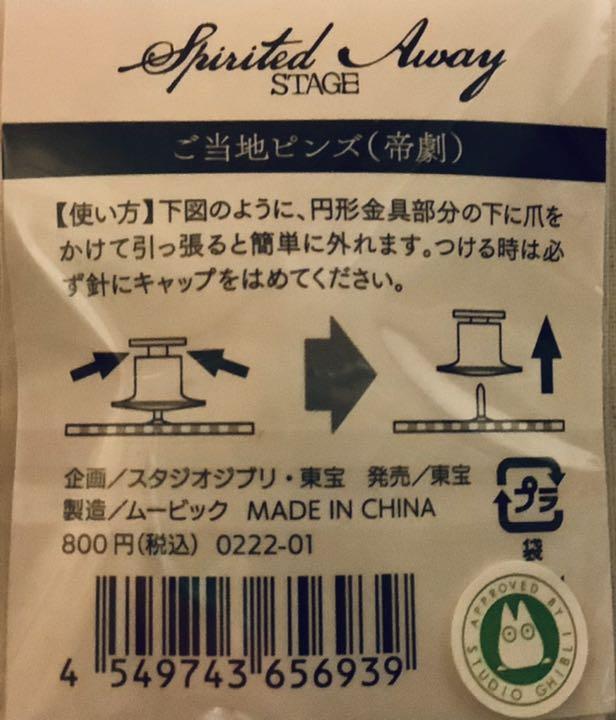 Spirited Away
STAGE
ご当地ピンズ(帝劇)
【使い方】下図のように、円形金具部分の下に爪を
かけて引っ張ると簡単に外れます。つける時は必
ず針にキャップをはめてください。
企画/スタジオジブリ・東宝 発売/東宝
製造/ムービック MADE IN CHINA
800円(税込) 0222-01
プラ
袋
4 549743 656939
APPROVED BY STUDIO GHIBLI